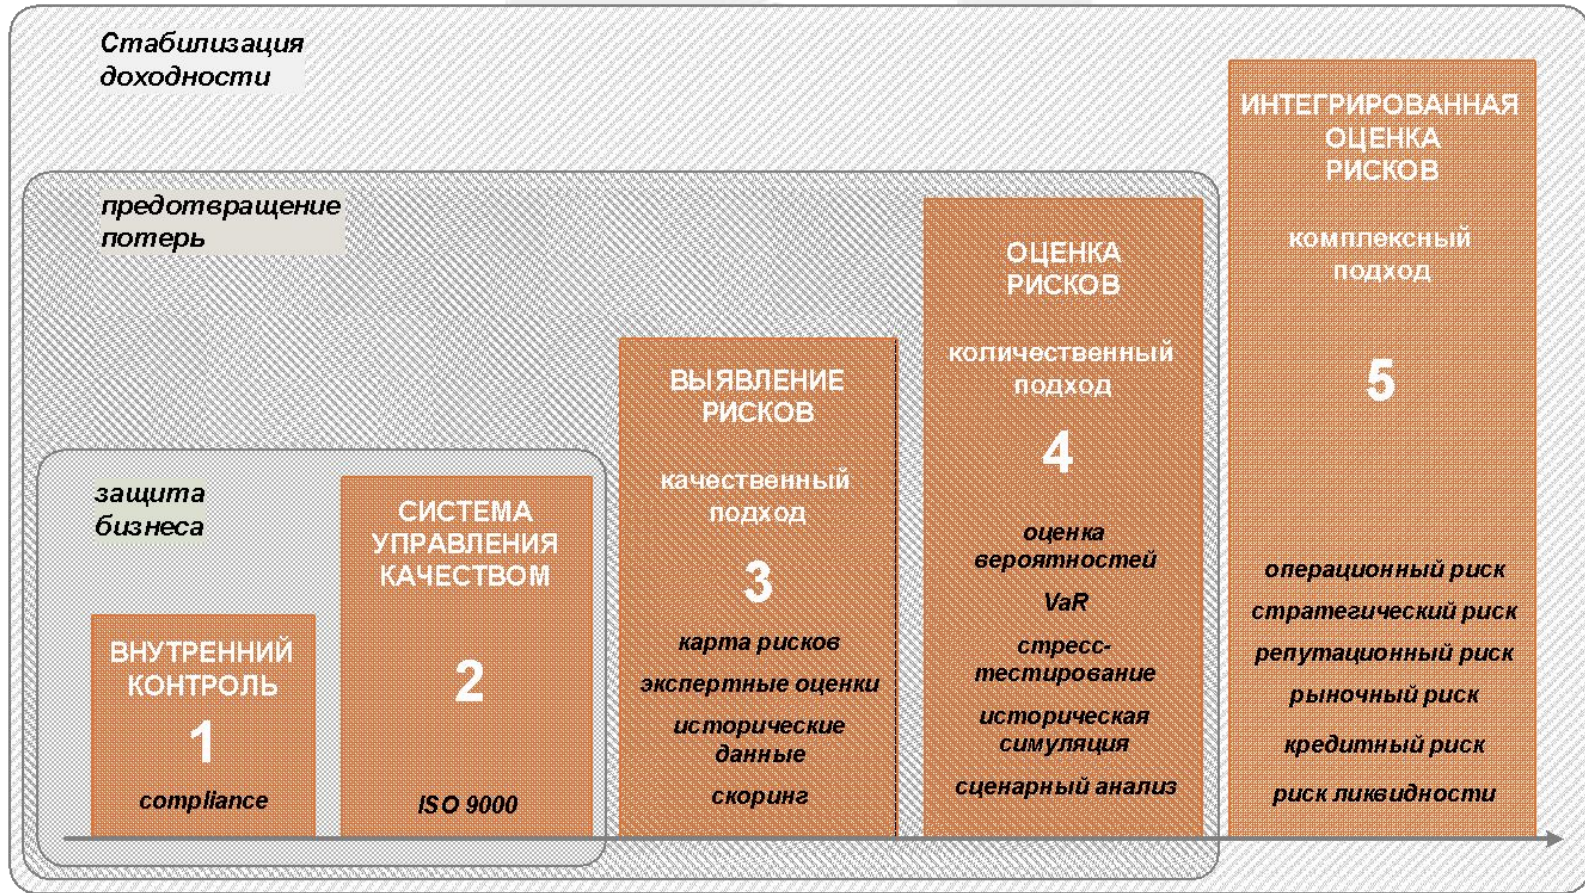 Стабилизация
доходности
предотвращение
потерь
защита
бизнеса
ВНУТРЕННИЙ
КОНТРОЛЬ
1
compliance
СИСТЕМА
УПРАВЛЕНИЯ
КАЧЕСТВОМ
2
ISO 9000
ВЫЯВЛЕНИЕ
РИСКОВ
качественный
подход
3
карта рисков
экспертные оценки
исторические
данные
скоринг
ОЦЕНКА
РИСКОВ
количественный
подход
4
оценка
вероятностей
VaR
стресс-
тестирование
историческая
симуляция
сценарный анализ
ИНТЕГРИРОВАННАЯ
ОЦЕНКА
РИСКОВ
комплексный
подход
5
операционный риск
стратегический риск
репутационный риск
рыночный риск
кредитный риск
риск ликвидности